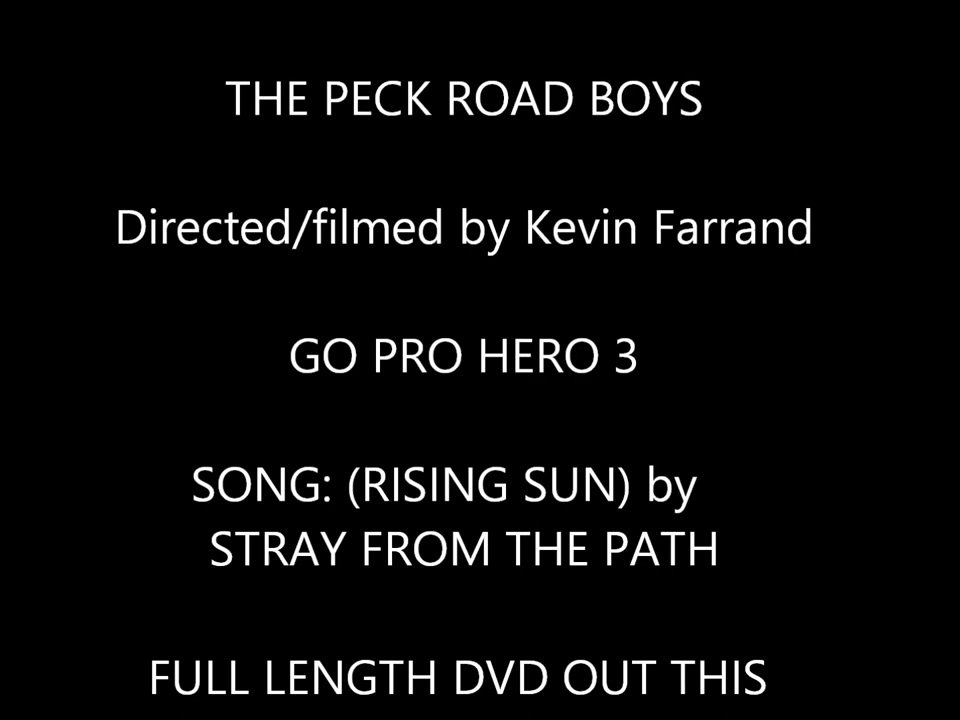 THE PECK ROAD BOYS
Directed/filmed by Kevin Farrand
GO PRO HERO 3
SONG: (RISING SUN) by
STRAY FROM THE PATH
FULL LENGTH DVD OUT THIS